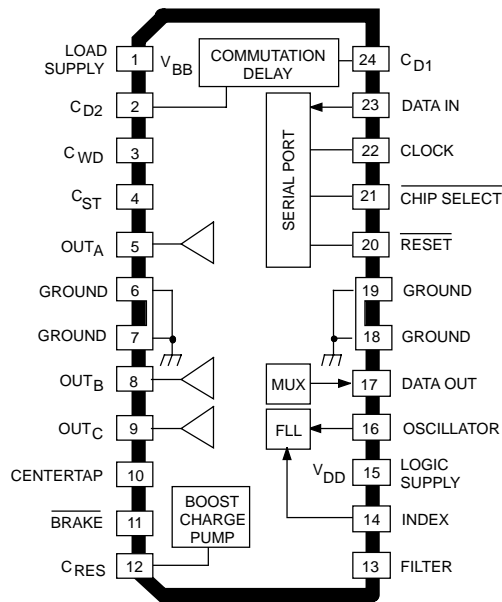 LOAD
SUPPLY
1
VBB
COMMUTATION
DELAY
24
CD1
CD2
2
23
DATA IN
CWD
3
SERIAL PORT
22
CLOCK
CST
4
21
CHIP SELECT
OUTA
5
20
RESET
GROUND
6
19
GROUND
GROUND
7
18
GROUND
OUTB
8
MUX
17
DATA OUT
OUTC
9
FLL
16
OSCILLATOR
CENTERTAP
10
VDD
15
LOGIC
SUPPLY
BRAKE
11
BOOST
CHARGE
PUMP
14
INDEX
CRES
12
13
FILTER